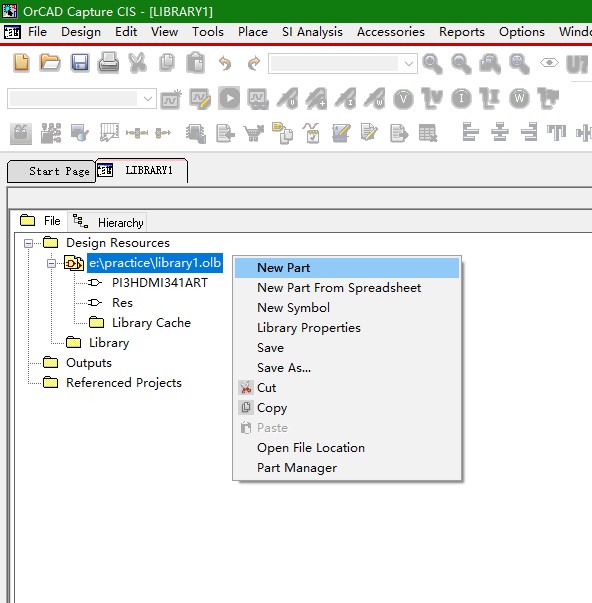 OrCAD Capture CIS - [LIBRARY1]
File Design Edit View Tools Place SI Analysis Accessories Reports Options Windo
Start Page LIBRARY1
File Hierarchy
Design Resources
e:\practice\library1.olb
PI3HDMI341ART
Res
Library Cache
Library
Outputs
Referenced Projects
New Part
New Part From Spreadsheet
New Symbol
Library Properties
Save
Save As...
Cut
Copy
Paste
Open File Location
Part Manager